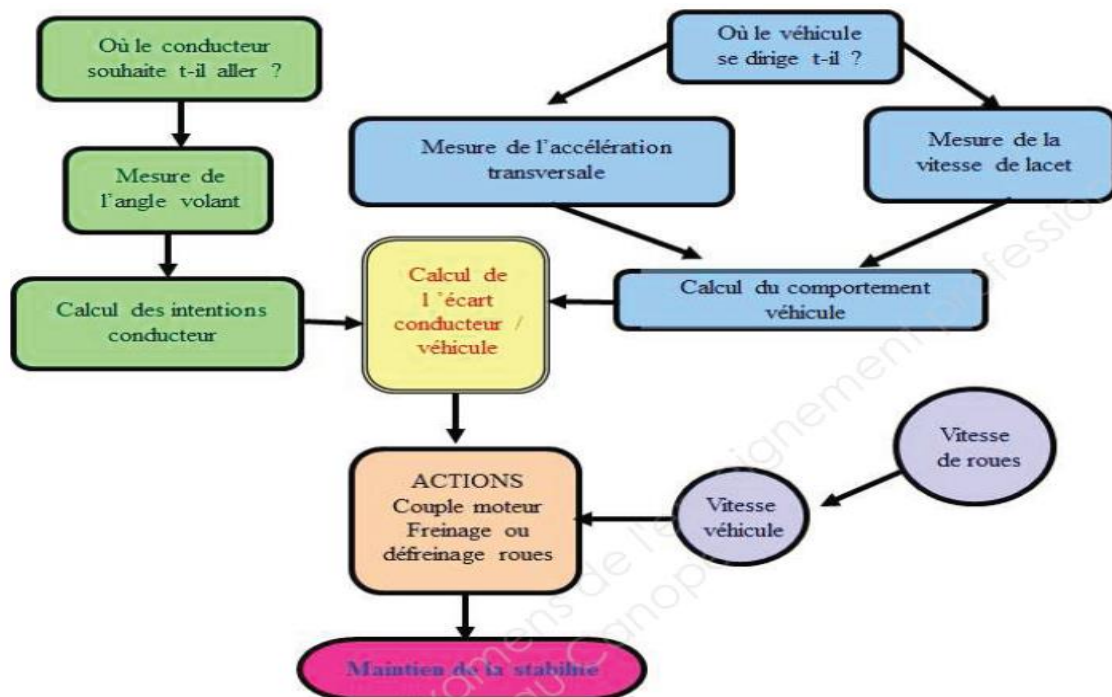 Où le conducteur
souhaite t-il aller ?
Mesure de
l'angle volant
Calcul des intentions
conducteur
Où le véhicule
se dirige t-il ?
Mesure de l'accélération
transversale
Mesure de la
vitesse de lacet
Calcul du comportement
véhicule
Calcul de
l 'écart
conducteur /
véhicule
ACTIONS
Couple moteur
Freinage ou
défreinage roues
Vitesse
véhicule
Vitesse
de roues
Maintien de la stabilité